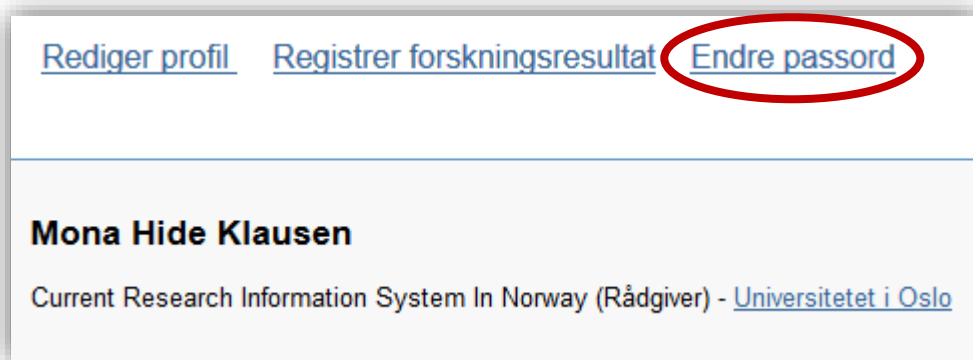 Rediger profil Registrer forskningsresultat Endre passord
Mona Hide Klausen
Current Research Information System In Norway (Rådgiver) - Universitetet i Oslo